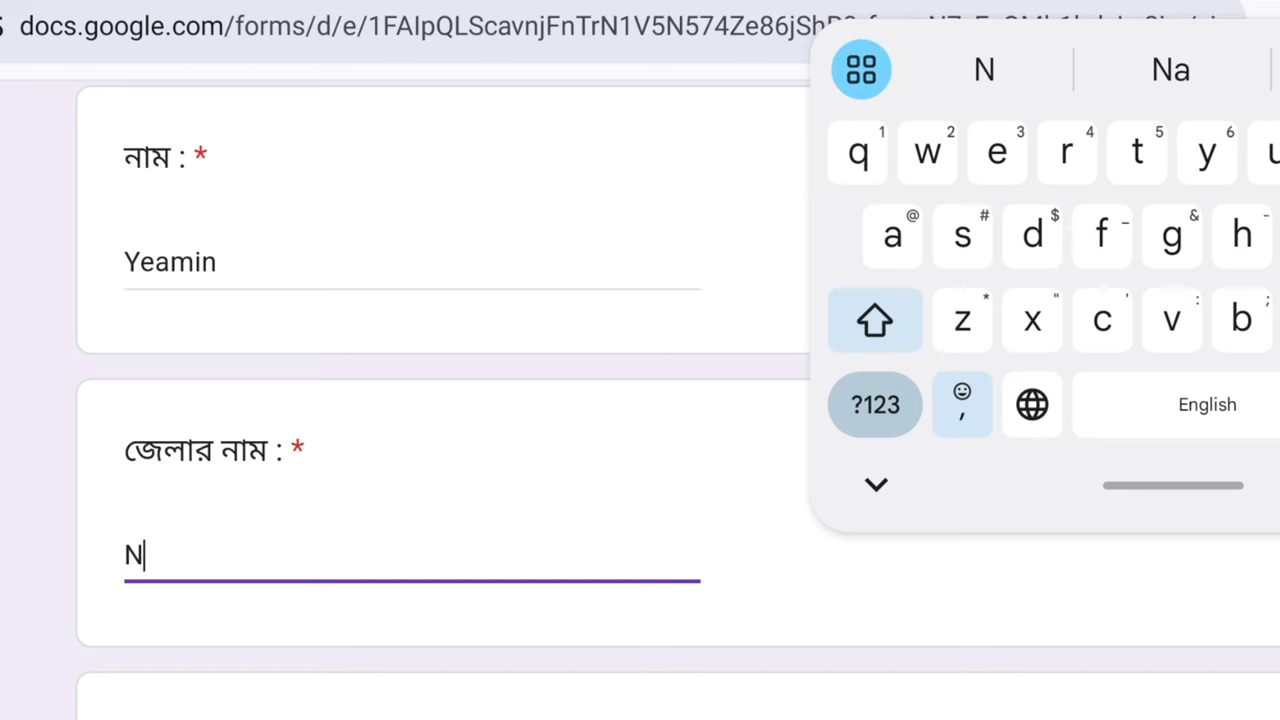 docs.google.com/forms/d/e/1FAIpQLScavnjFnTrN1V5N574Ze86jSh
নাম : *
Yeamin
জেলার নাম : *
N
N Na
q 1 w 2 e 3 r 4 t 5 y 6 u
a @ s # d $ f _ g & h -
z * x " c ' v : b ;
?123 , English